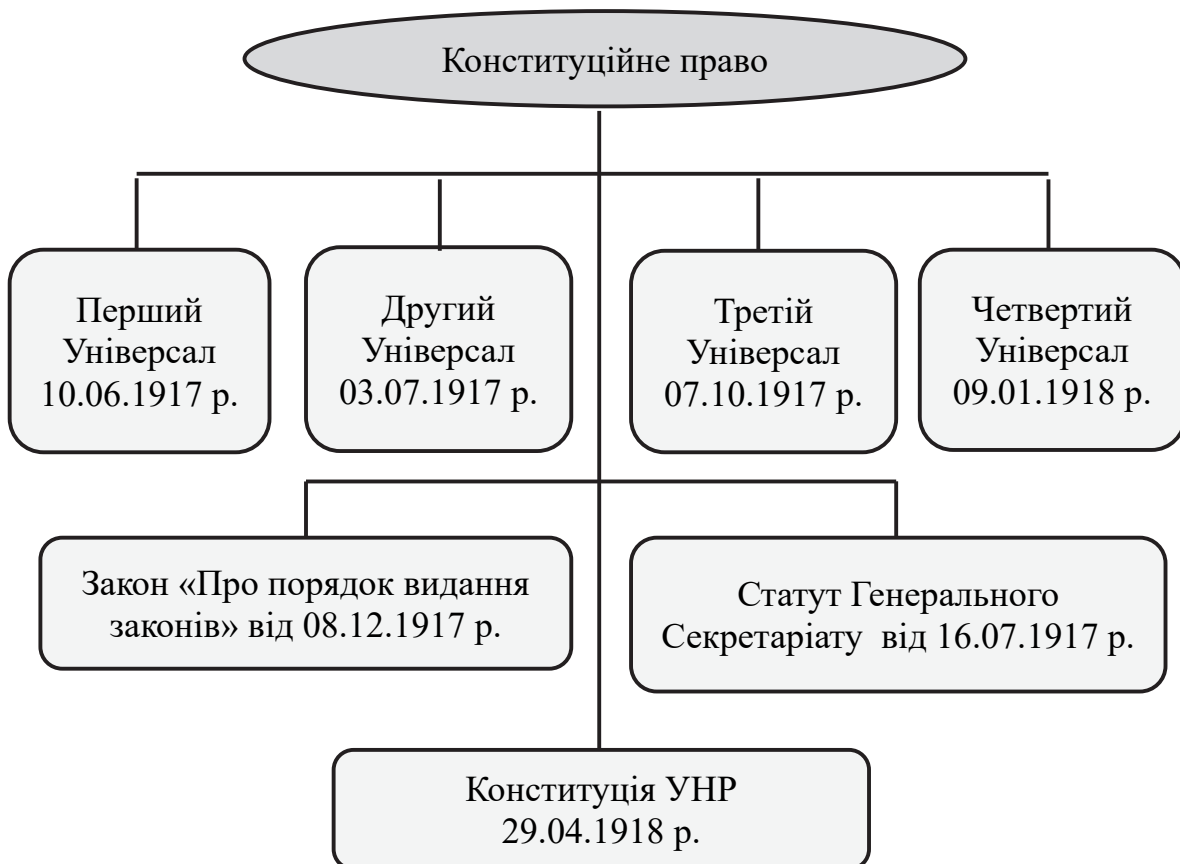 Конституційне право
Перший
Універсал
10.06.1917 р.
Другий
Універсал
03.07.1917 р.
Третій
Універсал
07.10.1917 р.
Четвертий
Універсал
09.01.1918 р.
Закон «Про порядок видання
законів» від 08.12.1917 р.
Статут Генерального
Секретаріату від 16.07.1917 р.
Конституція УНР
29.04.1918 р.